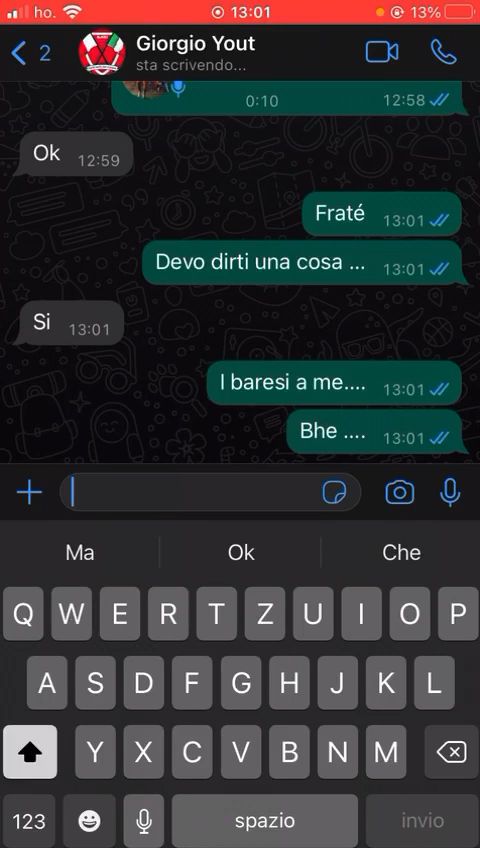 ho. 13:01 13%
2 Giorgio Yout
sta scrivendo...
0:10 12:58
Ok 12:59
Fraté 13:01
Devo dirti una cosa ... 13:01
Si 13:01
I baresi a me.... 13:01
Bhe .... 13:01
Ma Ok Che
Q W E R T Z U I O P
A S D F G H J K L
Y X C V B N M
123 spazio invio